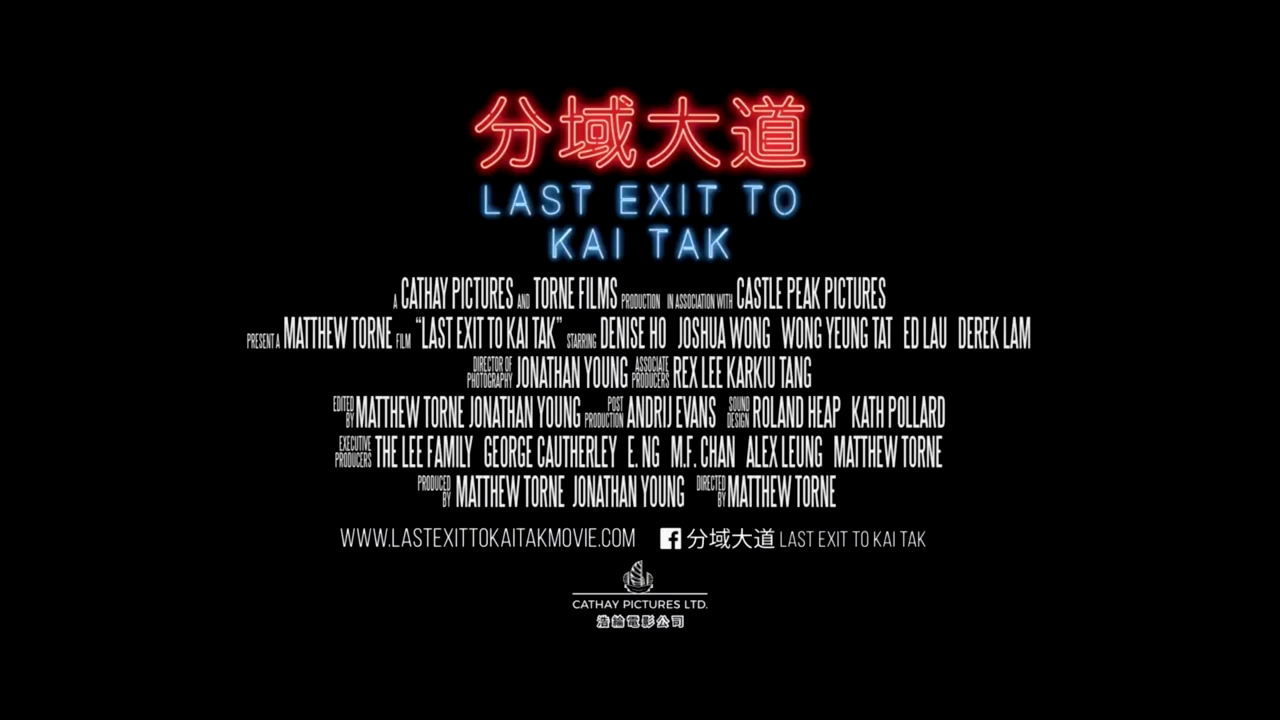 分域大道
LAST EXIT TO
KAI TAK
A CATHAY PICTURES AND TORNE FILMS PRODUCTION IN ASSOCIATION WITH CASTLE PEAK PICTURES
PRESENT A MATTHEW TORNE FILM “LAST EXIT TO KAI TAK” STARRING DENISE HO JOSHUA WONG WONG YEUNG TAT ED LAU DEREK LAM
DIRECTOR OF PHOTOGRAPHY JONATHAN YOUNG ASSOCIATE PRODUCERS REX LEE KARKIU TANG
EDITED BY MATTHEW TORNE JONATHAN YOUNG POST PRODUCTION ANDRIJ EVANS SOUND DESIGN ROLAND HEAP KATH POLLARD
EXECUTIVE PRODUCERS THE LEE FAMILY GEORGE CAUTHERLEY E. NG M.F. CHAN ALEX LEUNG MATTHEW TORNE
PRODUCED BY MATTHEW TORNE JONATHAN YOUNG DIRECTED BY MATTHEW TORNE
WWW.LASTEXITTOKAITAKMOVIE.COM f 分域大道 LAST EXIT TO KAI TAK
CATHAY PICTURES LTD.
浩輪電影公司